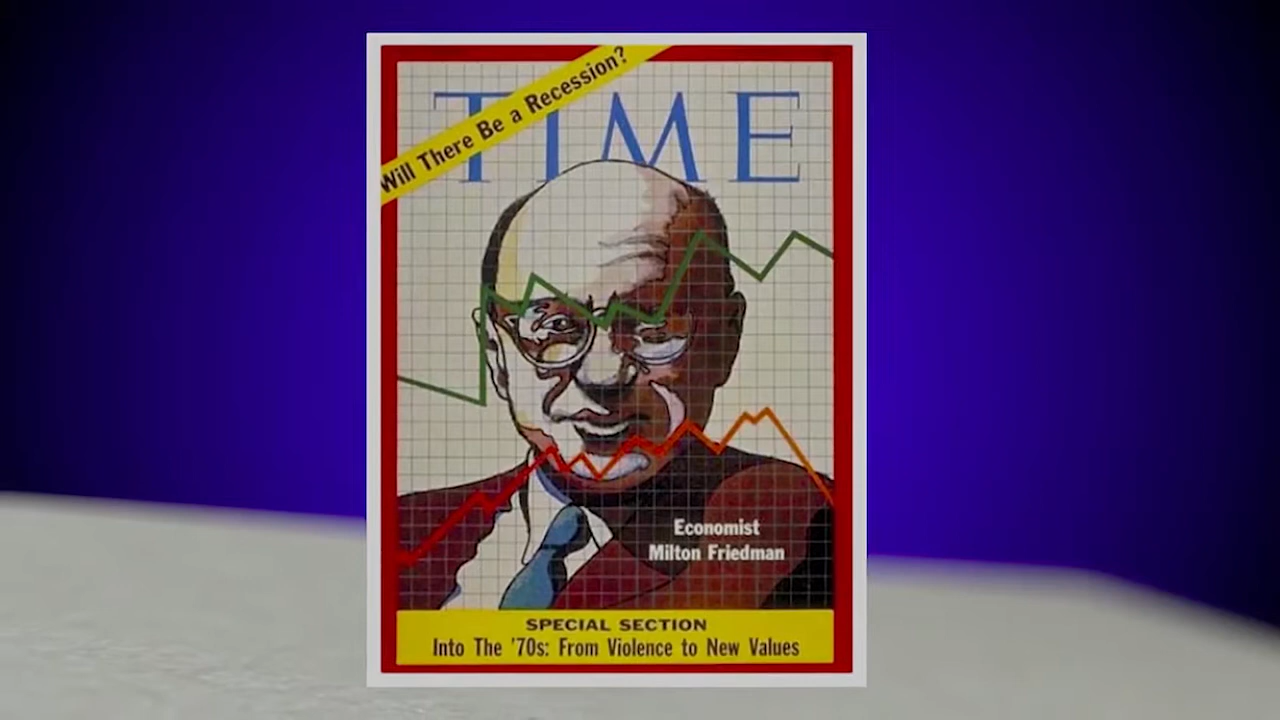 Will There Be a Recession?
TIME
Economist
Milton Friedman
SPECIAL SECTION
Into The '70s: From Violence to New Values